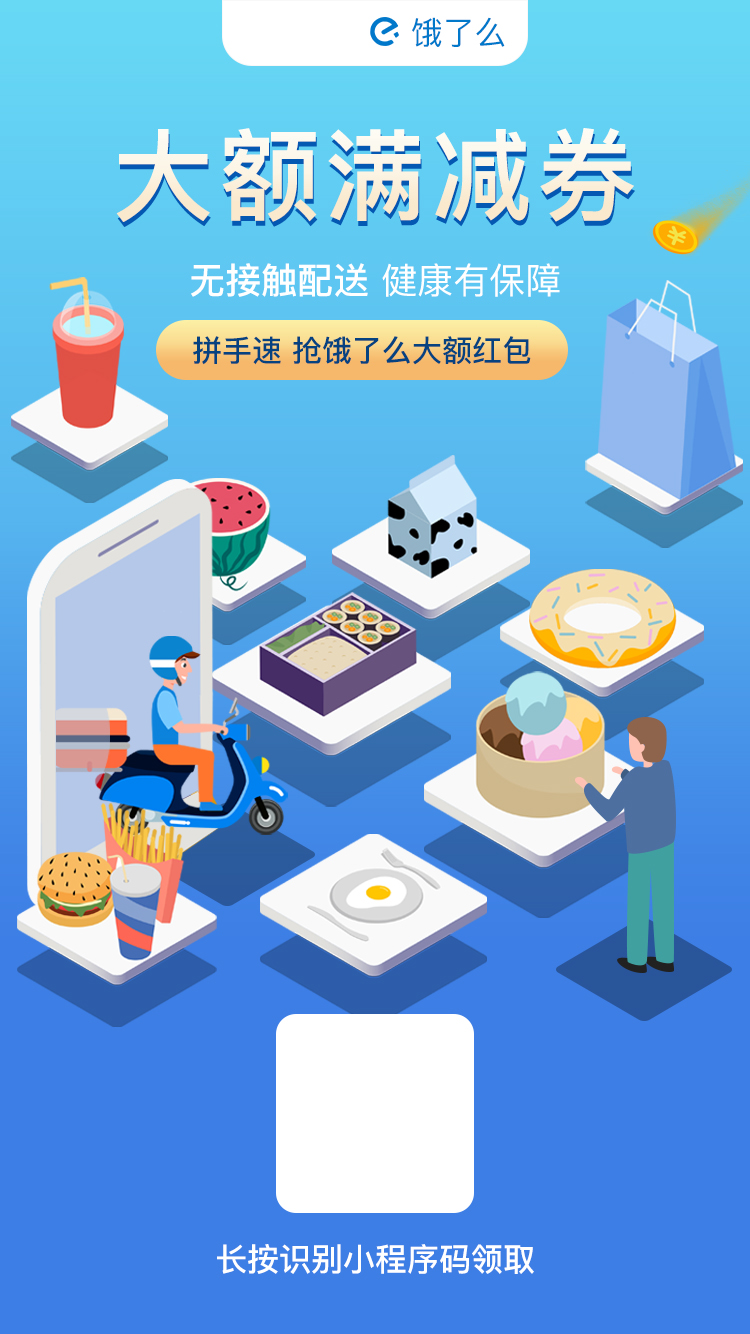 饿了么
大额满减券
无接触配送 健康有保障
拼手速 抢饿了么大额红包
长按识别小程序码领取